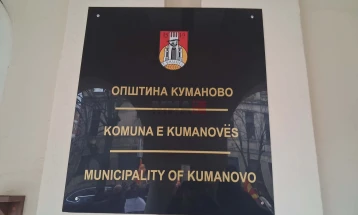 ОПШТИНА КУМАНОВО
KOMUNA E KUMANOVËS
MUNICIPALITY OF KUMANOVO